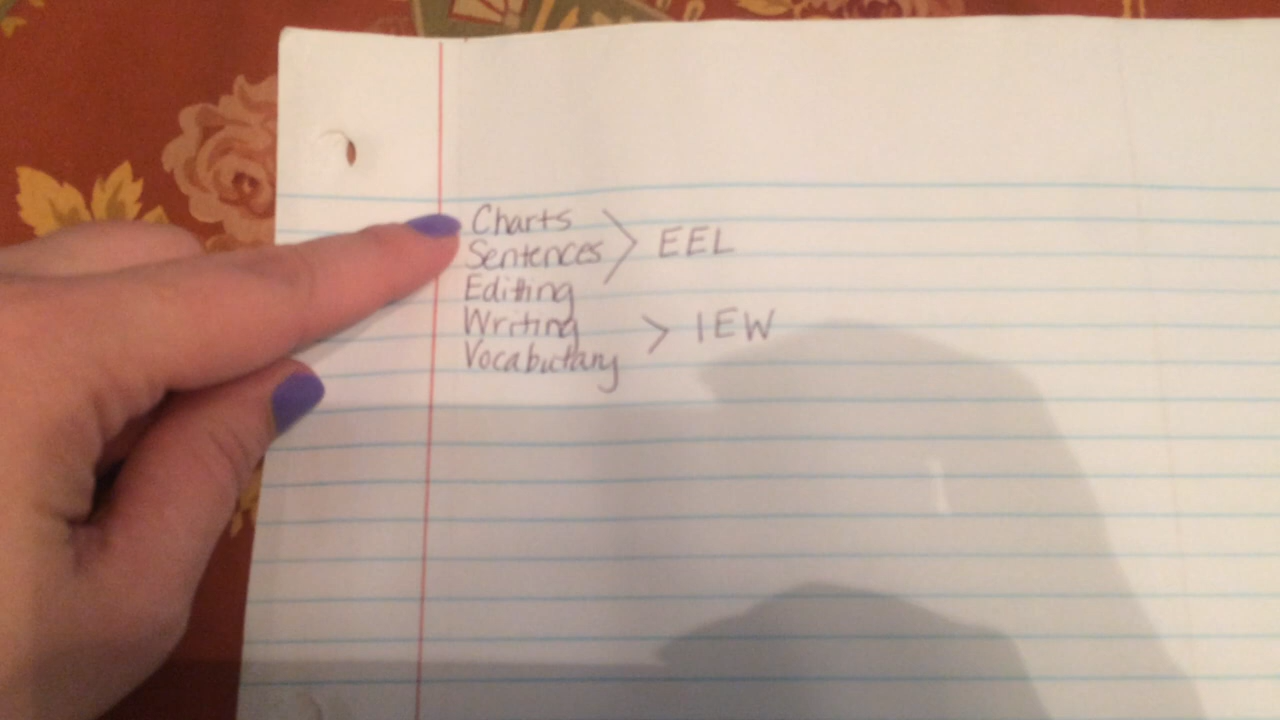 Charts
Sentences > EEL
Editing
Writing > IEW
Vocabulary